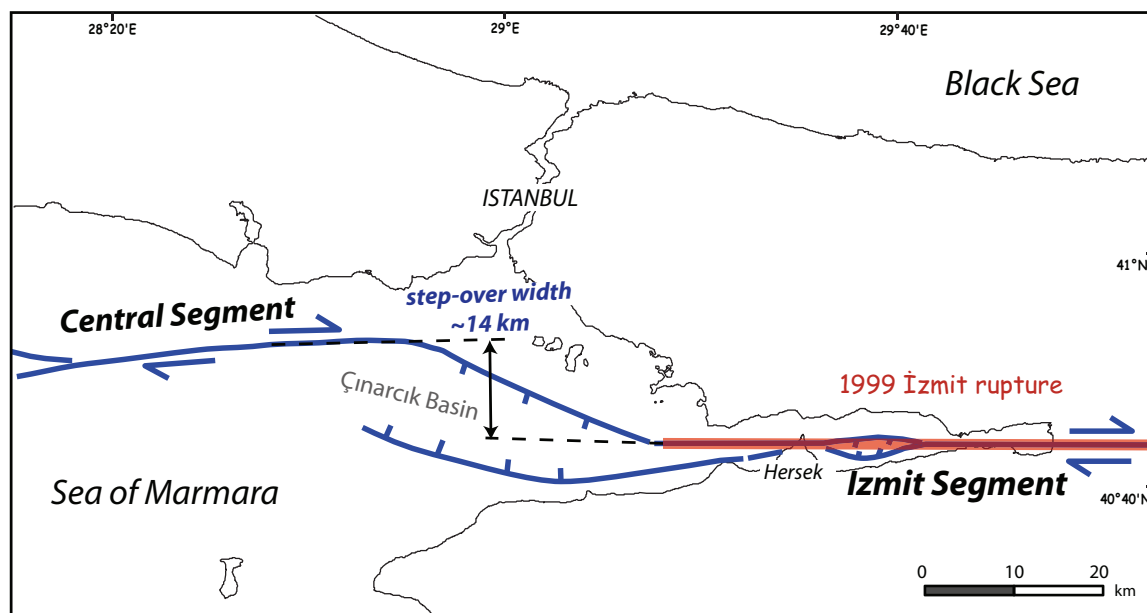 28°20'E
29°E
29°40'E
Black Sea
ISTANBUL
41°N
step-over width
~14 km
Central Segment
Çınarcık Basin
1999 İzmit rupture
Hersek
Izmit Segment
Sea of Marmara
40°40'N
0 10 20
km